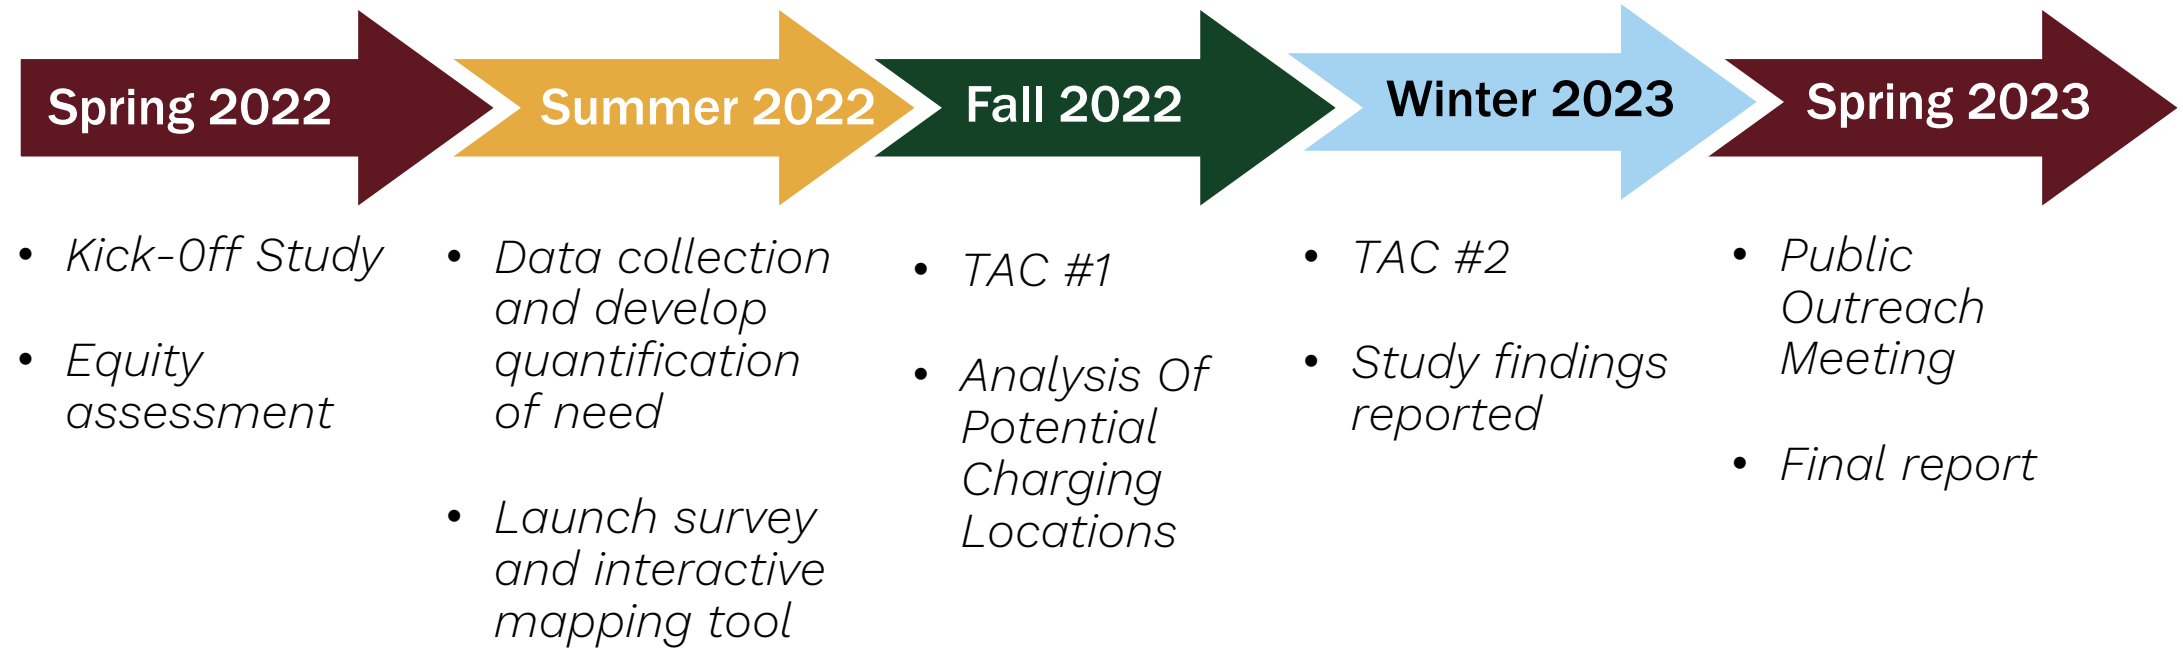 Spring 2022
Summer 2022
Fall 2022
Winter 2023
Spring 2023
• Kick-Off Study
• Equity
assessment
• Data collection
and develop
quantification
of need
• Launch survey
and interactive
mapping tool
• TAC #1
• Analysis Of
Potential
Charging
Locations
• TAC #2
• Study findings
reported
• Public
Outreach
Meeting
• Final report